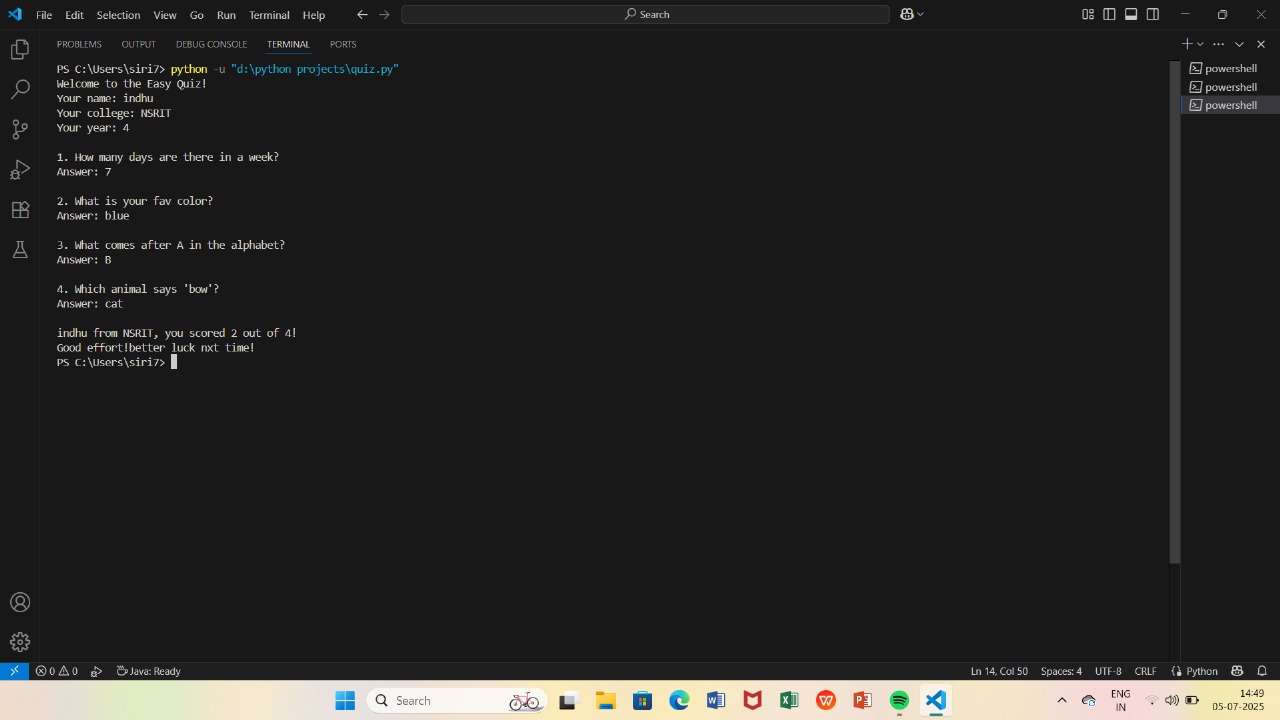 File Edit Selection View Go Run Terminal Help
Search
PROBLEMS OUTPUT DEBUG CONSOLE TERMINAL PORTS
PS C:\Users\siri7> python -u "d:\python projects\quiz.py"
Welcome to the Easy Quiz!
Your name: indhu
Your college: NSRIT
Your year: 4
1. How many days are there in a week?
Answer: 7
2. What is your fav color?
Answer: blue
3. What comes after A in the alphabet?
Answer: B
4. Which animal says 'bow'?
Answer: cat
indhu from NSRIT, you scored 2 out of 4!
Good effort!better luck nxt time!
PS C:\Users\siri7>
powershell
powershell
powershell
0 0 Java: Ready Ln 14, Col 50 Spaces: 4 UTF-8 CRLF Python
Search
ENG
IN
14:49
05-07-2025